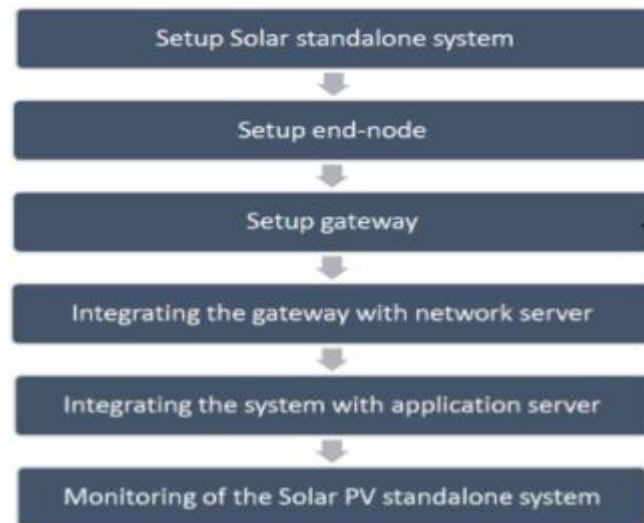 Setup Solar standalone system
Setup end-node
Setup gateway
Integrating the gateway with network server
Integrating the system with application server
Monitoring of the Solar PV standalone system